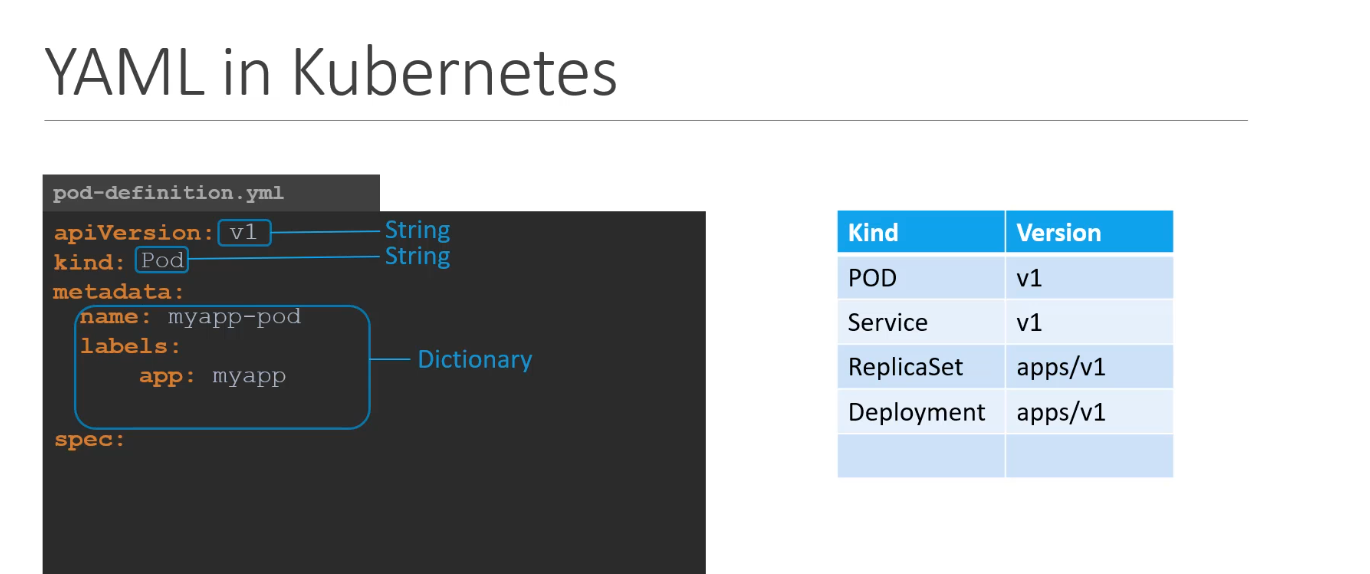 YAML in Kubernetes
pod-definition.yml
apiVersion: v1 String
kind: Pod String
metadata:
name: myapp-pod
labels:
Dictionary
app: myapp
spec:
Kind Version
POD v1
Service v1
ReplicaSet apps/v1
Deployment apps/v1